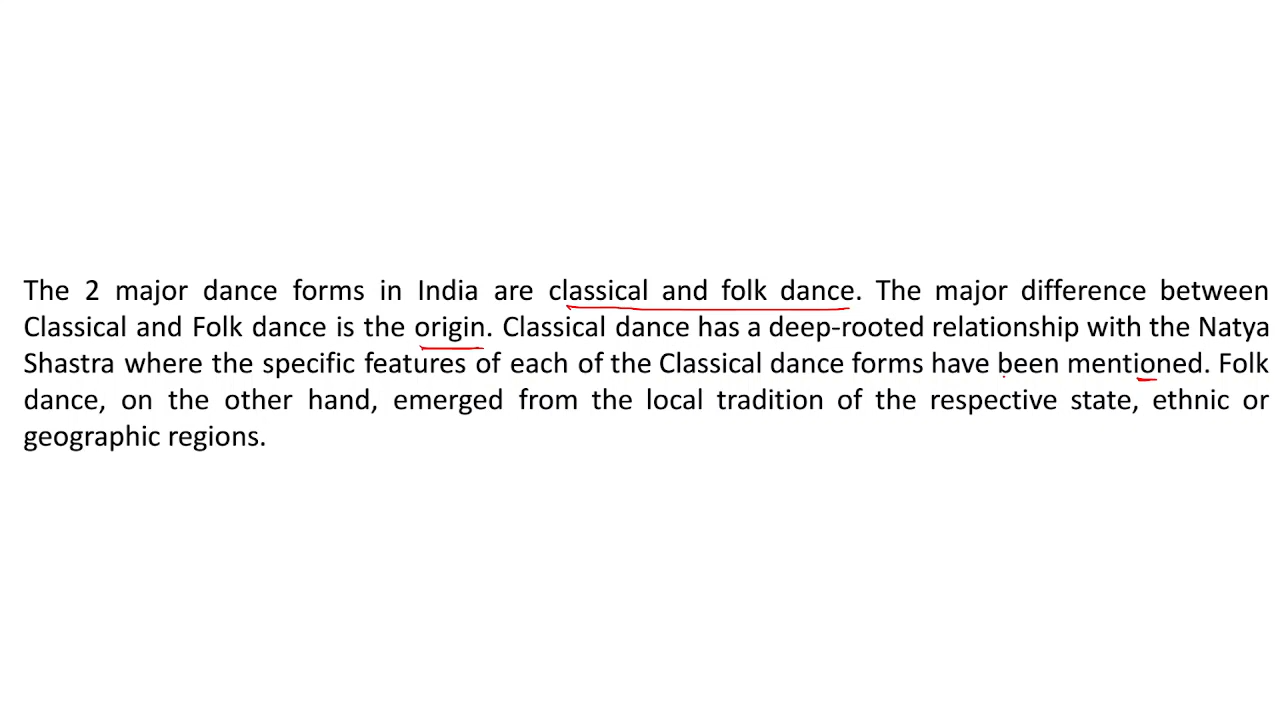 The 2 major dance forms in India are classical and folk dance. The major difference between
Classical and Folk dance is the origin. Classical dance has a deep-rooted relationship with the Natya
Shastra where the specific features of each of the Classical dance forms have been mentioned. Folk
dance, on the other hand, emerged from the local tradition of the respective state, ethnic or
geographic regions.